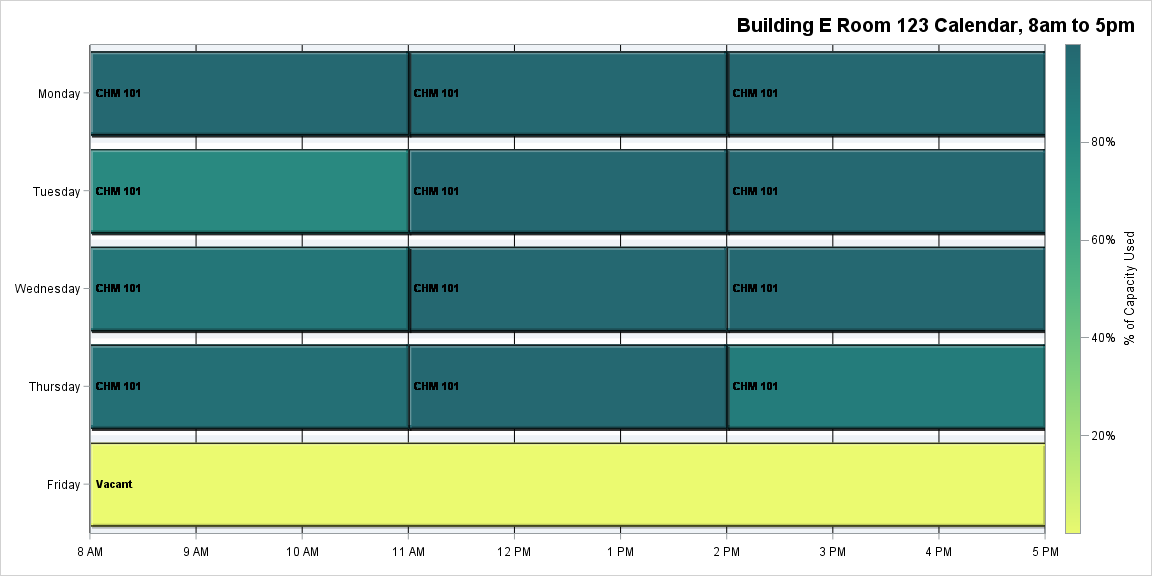 Building E Room 123 Calendar, 8am to 5pm
Monday
CHM 101
CHM 101
CHM 101
Tuesday
CHM 101
CHM 101
CHM 101
Wednesday
CHM 101
CHM 101
CHM 101
Thursday
CHM 101
CHM 101
CHM 101
Friday
Vacant
8 AM
9 AM
10 AM
11 AM
12 PM
1 PM
2 PM
3 PM
4 PM
5 PM
80%
60%
40%
20%
% of Capacity Used